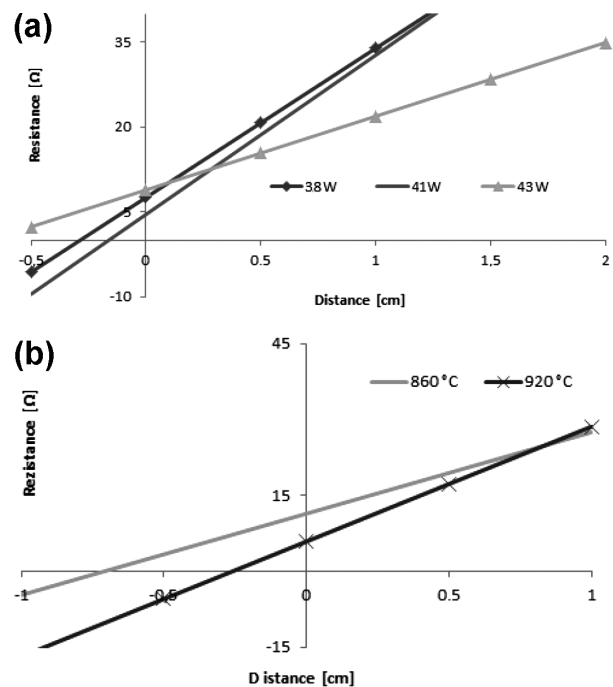 (a)
35
Resistance [Ω]
20
38W 41W 43W
5
-0,5 0 0,5 1 1,5 2
-10
Distance [cm]
(b)
45
860°C 920°C
Rezistance [Ω]
15
-1 -0.5 0 0.5 1
-15
D istance [cm]